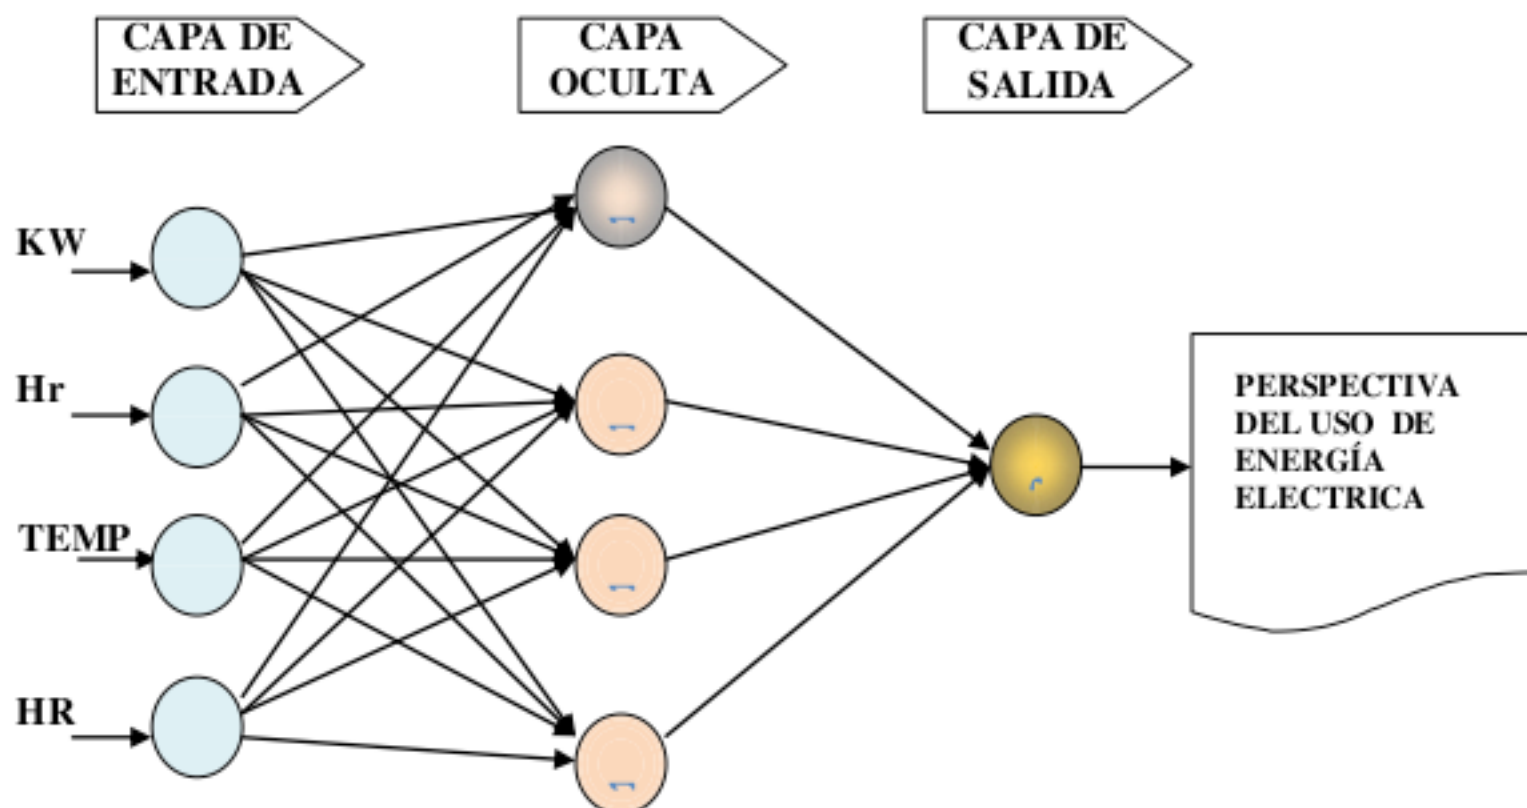 CAPA DE
ENTRADA
CAPA
OCULTA
CAPA DE
SALIDA
KW
Hr
TEMP
HR
PERSPECTIVA
DEL USO DE
ENERGÍA
ELECTRICA